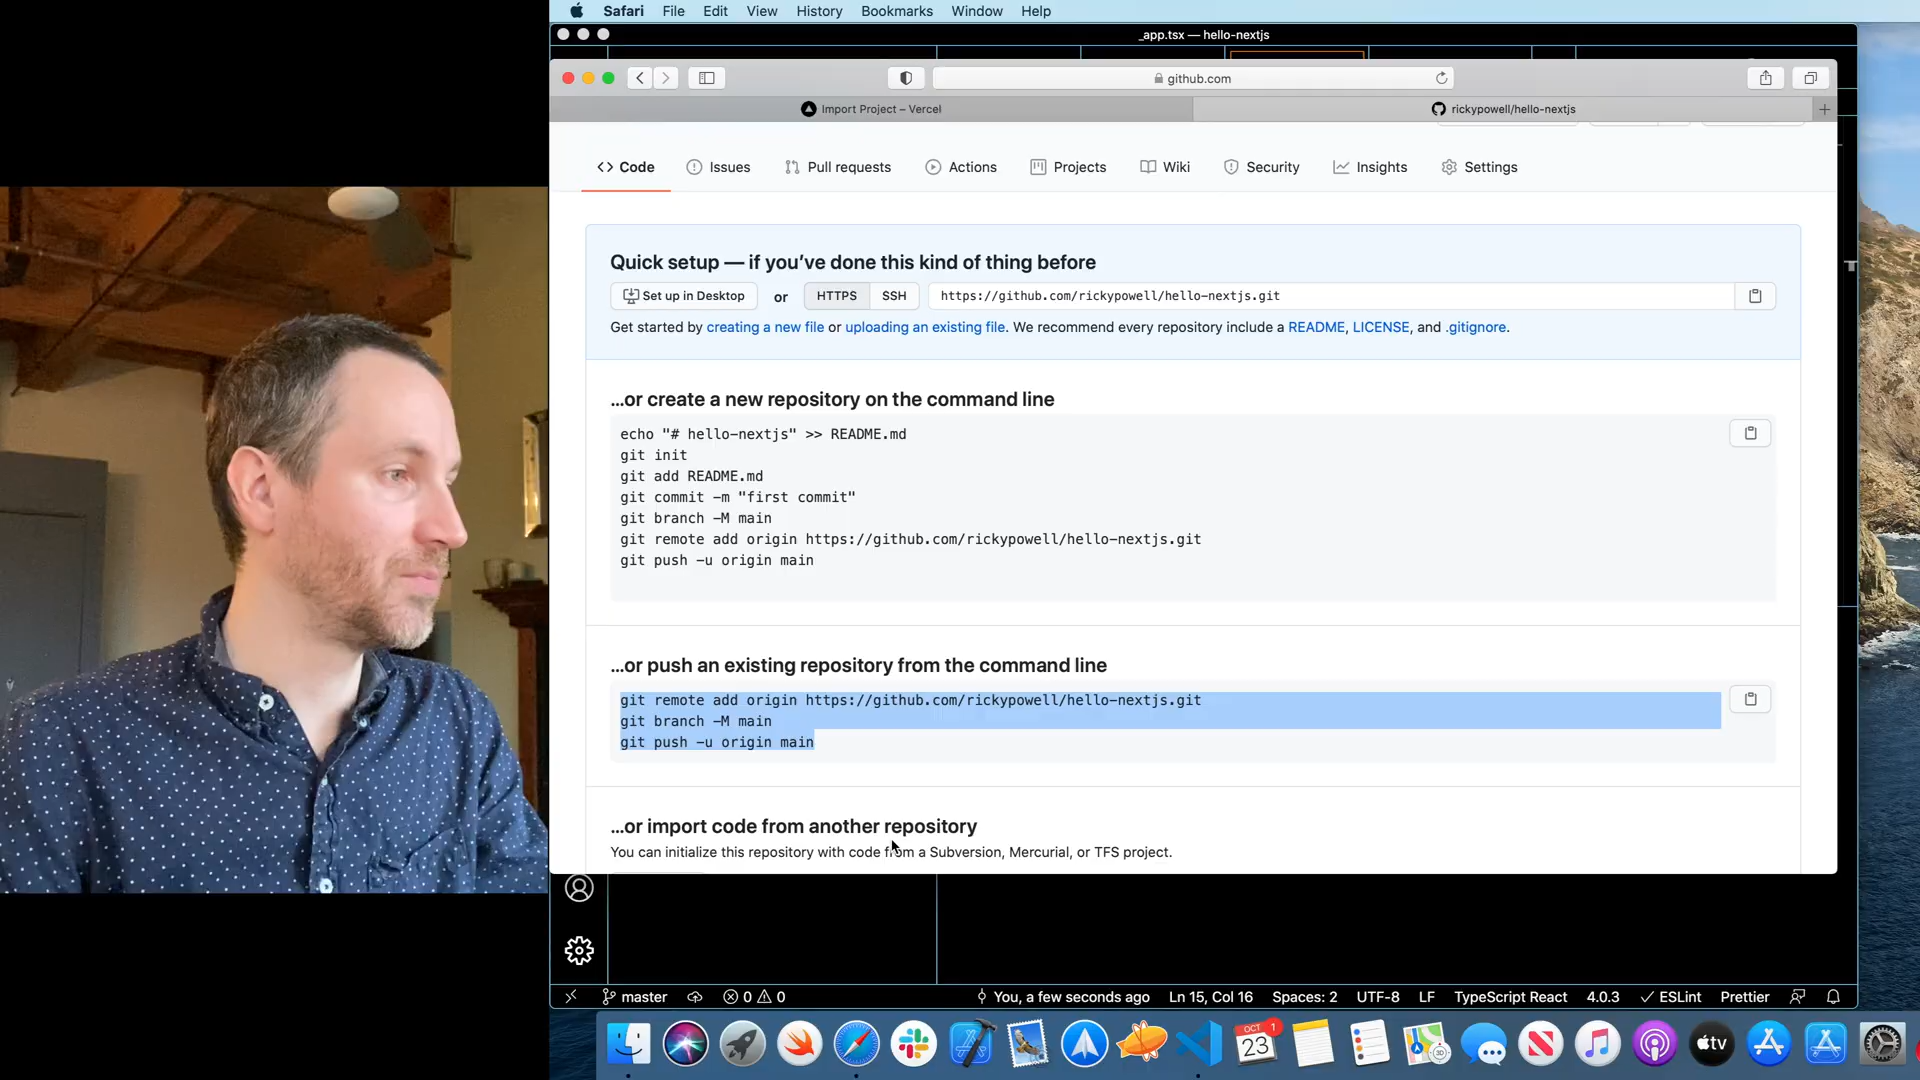 Safari File Edit View History Bookmarks Window Help
_app.tsx — hello-nextjs
github.com
Import Project – Vercel
rickypowell/hello-nextjs
Code Issues Pull requests Actions Projects Wiki Security Insights Settings
Quick setup — if you’ve done this kind of thing before
Set up in Desktop or HTTPS SSH https://github.com/rickypowell/hello-nextjs.git
Get started by creating a new file or uploading an existing file. We recommend every repository include a README, LICENSE, and .gitignore.
…or create a new repository on the command line
echo "# hello-nextjs" >> README.md
git init
git add README.md
git commit -m "first commit"
git branch -M main
git remote add origin https://github.com/rickypowell/hello-nextjs.git
git push -u origin main
…or push an existing repository from the command line
git remote add origin https://github.com/rickypowell/hello-nextjs.git
git branch -M main
git push -u origin main
…or import code from another repository
You can initialize this repository with code from a Subversion, Mercurial, or TFS project.
master 0 0 You, a few seconds ago Ln 15, Col 16 Spaces: 2 UTF-8 LF TypeScript React 4.0.3 ESLint Prettier
OCT 1
23
3D
tv